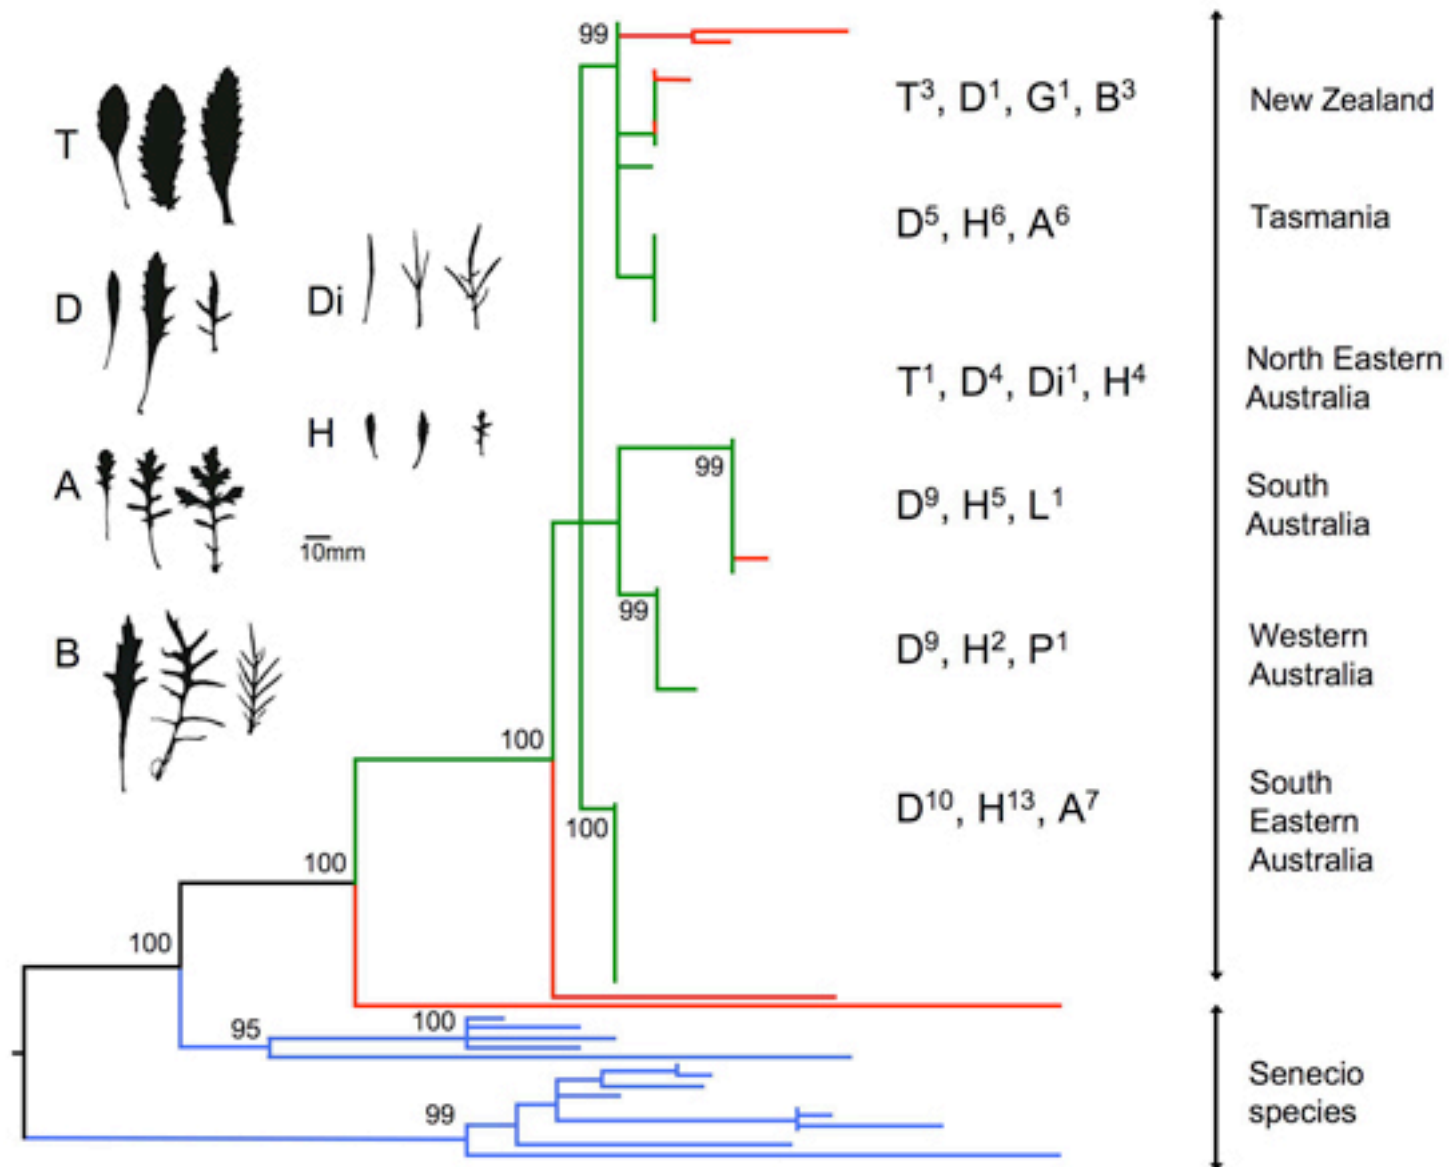 99
T³, D¹, G¹, B³
New Zealand
T
D⁵, H⁶, A⁶
Tasmania
D
Di
T¹, D⁴, Di¹, H⁴
North Eastern
Australia
H
99
A
D⁹, H⁵, L¹
South
Australia
10mm
99
B
D⁹, H², P¹
Western
Australia
100
100
D¹⁰, H¹³, A⁷
South
Eastern
Australia
100
100
95
100
99
Senecio
species